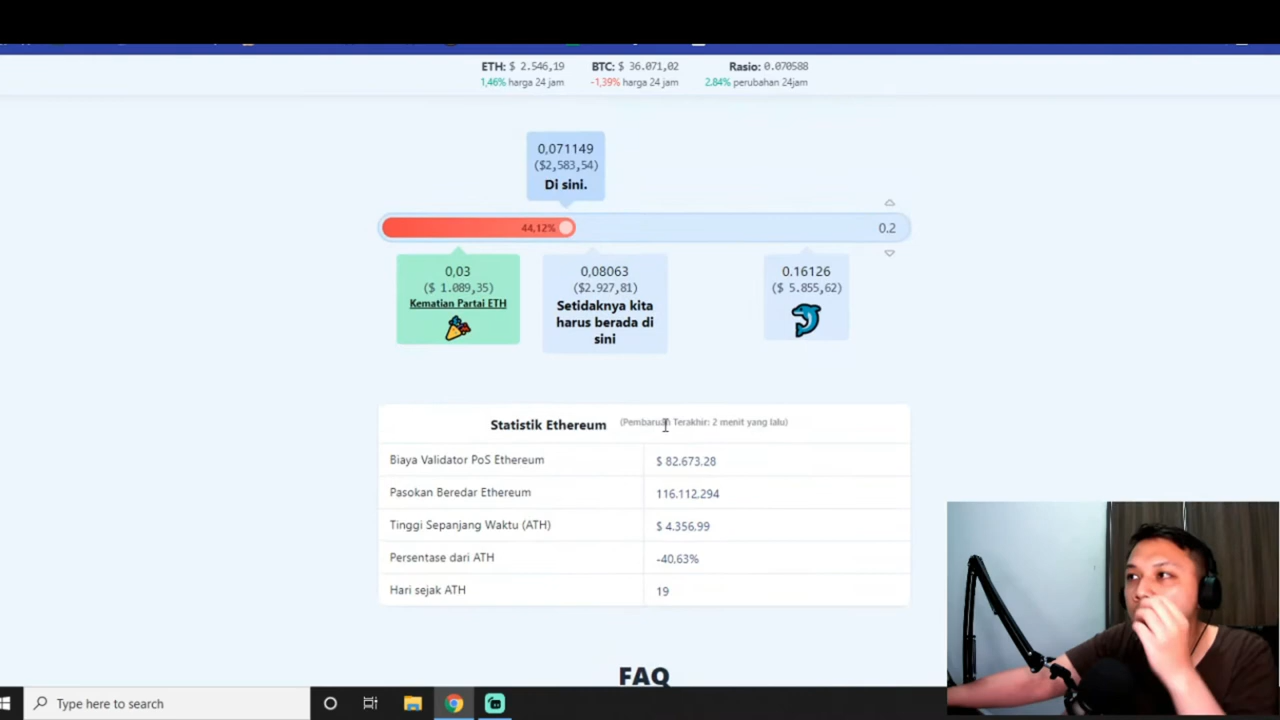 ETH: $ 2.546,19
1,46% harga 24 jam
BTC: $ 36.071,02
-1,39% harga 24 jam
Rasio: 0.070588
2.84% perubahan 24jam
0,071149
($2,583,54)
Di sini.
44,12%
0.2
0,03
($ 1.089,35)
Kematian Partai ETH
0,08063
($2.927,81)
Setidaknya kita
harus berada di
sini
0.16126
($ 5.855,62)
Statistik Ethereum (Pembaruan Terakhir: 2 menit yang lalu)
Biaya Validator PoS Ethereum $ 82.673.28
Pasokan Beredar Ethereum 116.112.294
Tinggi Sepanjang Waktu (ATH) $ 4.356,99
Persentase dari ATH -40,63%
Hari sejak ATH 19
FAQ
Type here to search